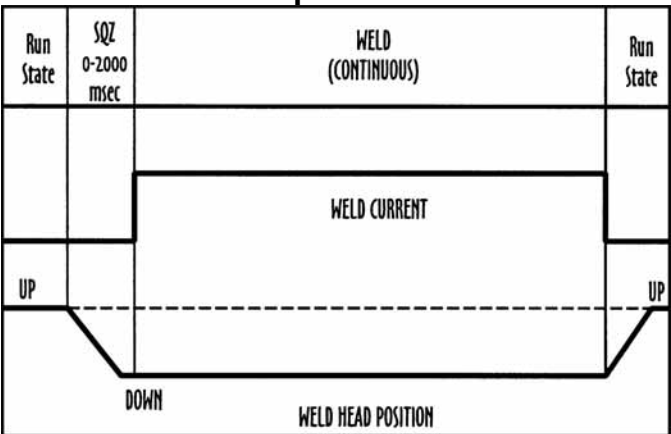 Run
State
SQZ
0-2000
msec
WELD
(CONTINUOUS)
Run
State
WELD CURRENT
UP
UP
DOWN
WELD HEAD POSITION